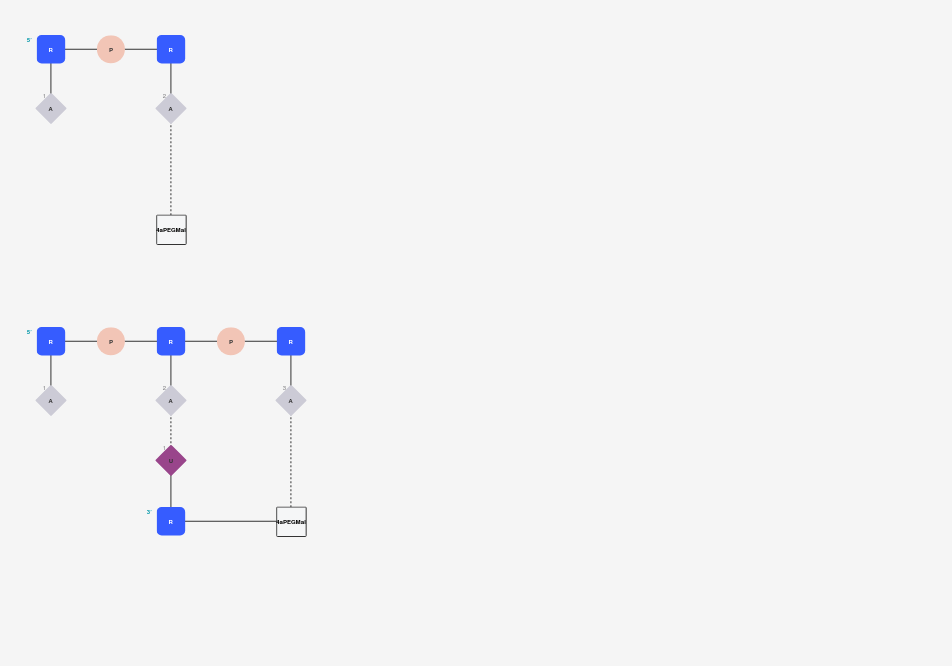 5'
R P R
1 2
A A
4aPEGMal
5'
R P R P R
1 2 3
A A A
1
U
3'
R 4aPEGMal